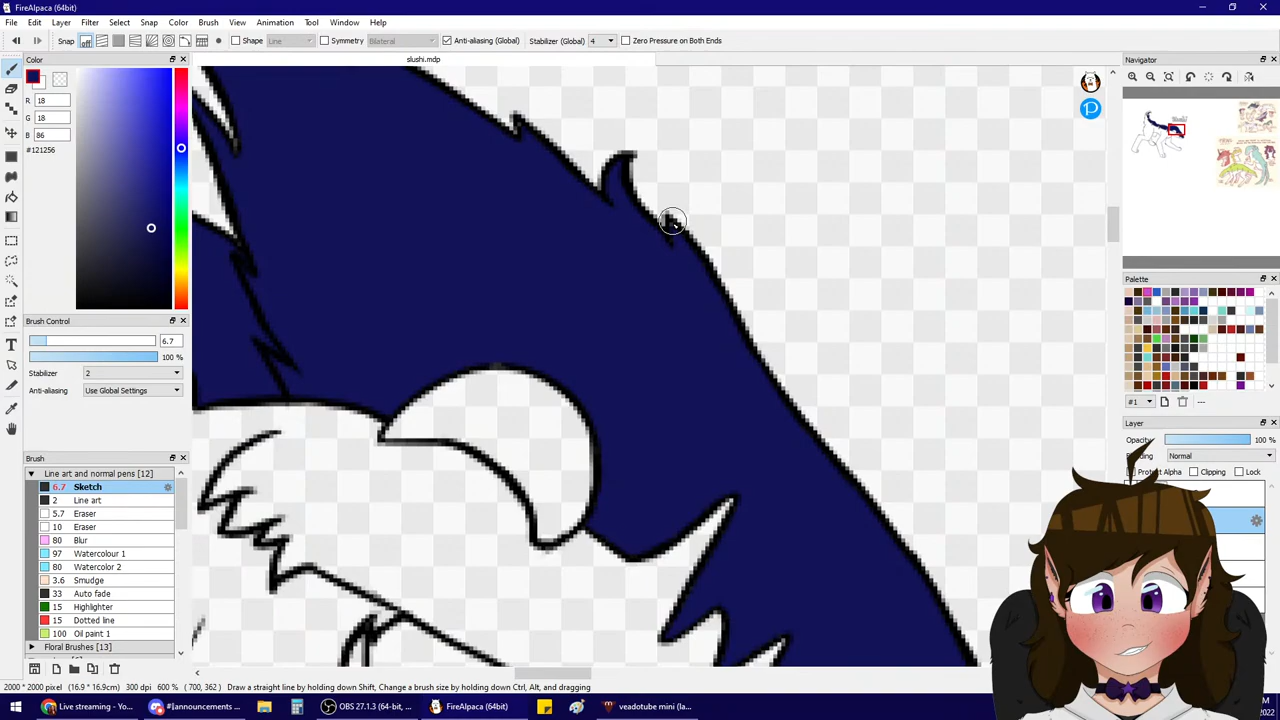 FireAlpaca (64bit)
File Edit Layer Filter Select Snap Color Brush View Animation Tool Window Help
Snap off Shape Line Symmetry Bilateral Anti-aliasing (Global) Stabilizer (Global) 4 Zero Pressure on Both Ends
Color
slushi.mdp
Navigator
R 18
G 18
B 86
#121256
Brush Control
6.7
100 %
Stabilizer 2
Anti-aliasing Use Global Settings
Brush
Line art and normal pens [12]
6.7 Sketch
2 Line art
5.7 Eraser
10 Eraser
80 Blur
97 Watercolour 1
80 Watercolor 2
3.6 Smudge
33 Auto fade
15 Highlighter
15 Dotted line
100 Oil paint 1
Floral Brushes [13]
Palette
#1 ---
Layer
Opacity 100 %
Normal
Protect Alpha Clipping Lock
2000 * 2000 pixel (16.9 * 16.9cm) 300 dpi 600 % (700, 362) Draw a straight line by holding down Shift, Change a brush size by holding down Ctrl, Alt, and dragging
Live streaming - Yo... #[announcements ... OBS 27.1.3 (64-bit, ... FireAlpaca (64bit) veadotube mini (la...